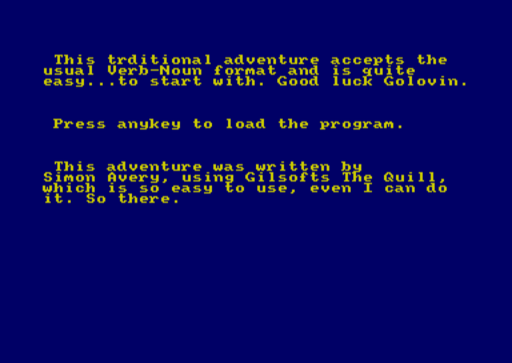 This trditional adventure accepts the
usual Verb-Noun format and is quite
easy...to start with. Good luck Golovin.
Press anykey to load the program.
This adventure was written by
Simon Avery, using Gilsofts The Quill,
which is so easy to use, even I can do
it. So there.